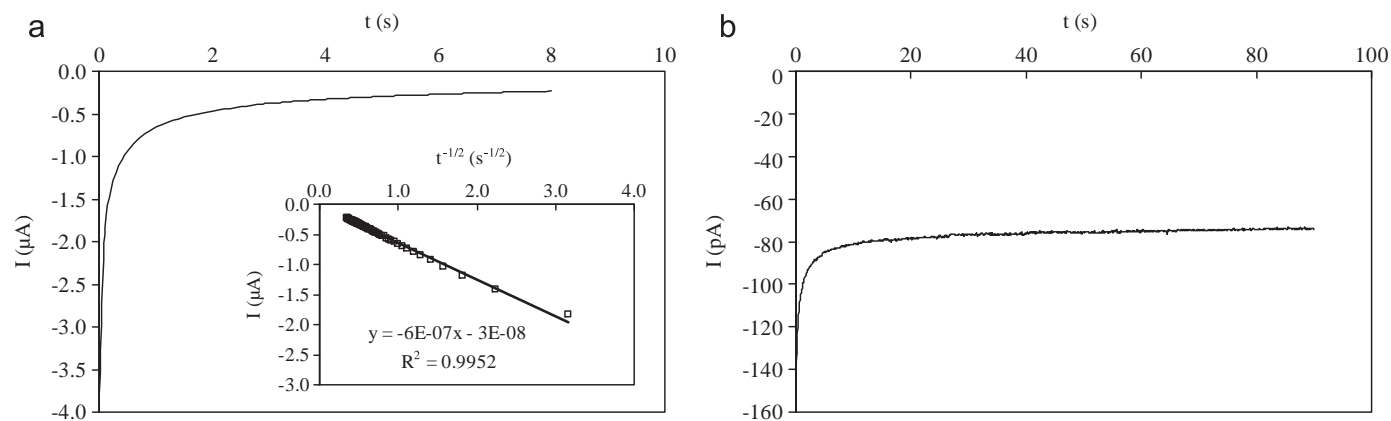 a
t (s)
0 2 4 6 8 10
0.0
-0.5
-1.0
-1.5
-2.0
-2.5
-3.0
-3.5
-4.0
I (μA)
t-1/2 (s-1/2)
0.0 1.0 2.0 3.0 4.0
0.0
-0.5
-1.0
-1.5
-2.0
-2.5
-3.0
I (μA)
y = -6E-07x - 3E-08
R2 = 0.9952
b
t (s)
0 20 40 60 80 100
0
-20
-40
-60
-80
-100
-120
-140
-160
I (pA)